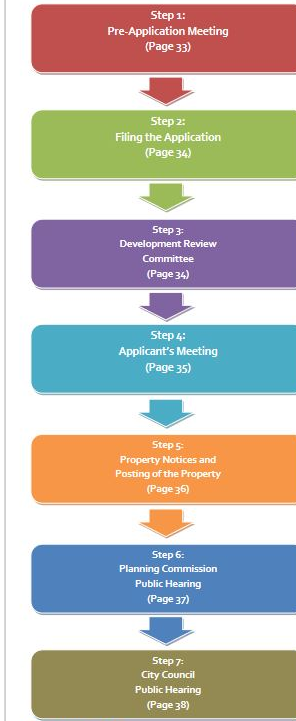 Step 1:
Pre-Application Meeting
(Page 33)
Step 2:
Filing the Application
(Page 34)
Step 3:
Development Review
Committee
(Page 34)
Step 4:
Applicant's Meeting
(Page 35)
Step 5:
Property Notices and
Posting of the Property
(Page 36)
Step 6:
Planning Commission
Public Hearing
(Page 37)
Step 7:
City Council
Public Hearing
(Page 38)